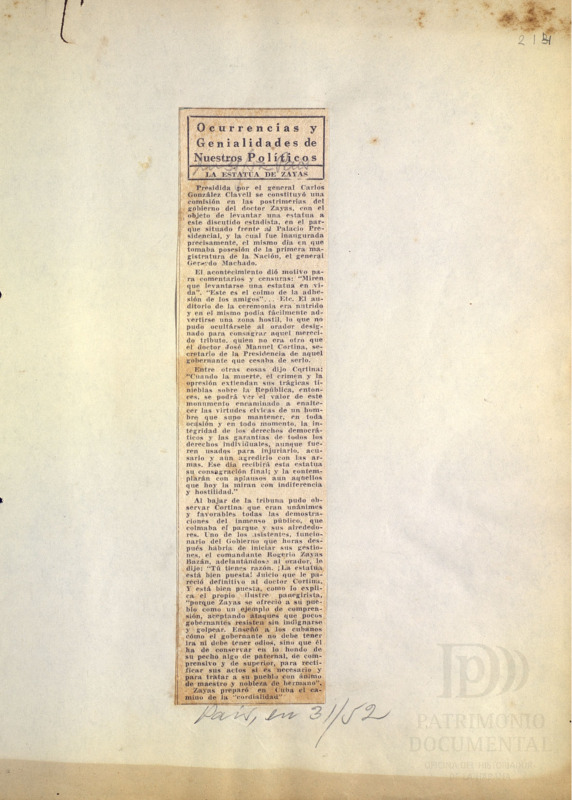 214
Ocurrencias y
Genialidades de
Nuestros Políticos
LA ESTATUA DE ZAYAS
Presidida por el general Carlos
González Clavell se constituyó una
comisión en las postrimerías del
gobierno del doctor Zayas, con el
objeto de levantar una estatua a
este discutido estadista, en el par-
que situado frente al Palacio Pre-
sidencial, y la cual fue inaugurada
precisamente, el mismo día en que
tomaba posesión de la primera ma-
gistratura de la Nación, el general
Gerardo Machado.
El acontecimiento dió motivo pa-
ra comentarios y censuras: "Miren
que levantarse una estatua en vi-
da". "Este es el colmo de la adhe-
sión de los amigos"... Etc. El au-
ditorio de la ceremonia era nutrido
y en el mismo podía fácilmente ad-
vertirse una zona hostil, lo que no
pudo ocultársele al orador desig-
nado para consagrar aquel mereci-
do tributo, quien no era otro que
el doctor José Manuel Cortina, se-
cretario de la Presidencia de aquel
gobernante que cesaba de serlo.
Entre otras cosas dijo Cortina:
"Cuando la muerte, el crimen y la
opresión extiendan sus trágicas ti-
nieblas sobre la República, enton-
ces, se podrá ver el valor de este
monumento encaminado a enalte-
cer las virtudes cívicas de un hom-
bre que supo mantener, en toda
ocasión y en todo momento, la in-
tegridad de los derechos democrá-
ticos y las garantías de todos los
derechos individuales, aunque fue-
ren usados para injuriarlo, acu-
sarlo y aun agredirlo con las ar-
mas. Ese día recibirá esta estatua
su consagración final; y la contem-
plarán con aplausos aun aquellos
que hoy la miran con indiferencia
y hostilidad."
Al bajar de la tribuna pudo ob-
servar Cortina que eran unánimes
y favorables todas las demostra-
ciones del inmenso público, que
colmaba el parque y sus alrededo-
res. Uno de los asistentes, funcio-
nario del Gobierno que horas des-
pués habría de iniciar sus gestio-
nes, el comandante Rogerio Zayas
Bazán, adelantándose al orador, le
dijo: "Tú tienes razón. ¡La estatua
está bien puesta! Juicio que le pa-
reció definitivo al doctor Cortina.
Y está bien puesta, como lo expli-
ca el propio ilustre panegirista,
"porque Zayas se ofreció a su pue-
blo como un ejemplo de compren-
sión, aceptando ataques que pocos
gobernantes resisten sin indignarse
y golpear. Enseñó a los cubanos
cómo el gobernante no debe tener
ira ni debe tener odios, sino que él
ha de conservar en lo hondo de
su pecho algo de paternal, de com-
prensivo y de superior, para recti-
ficar sus actos si es necesario y
para tratar a su pueblo con ánimo
de maestro y nobleza de hermano".
Zayas preparó en Cuba el ca-
mino de la "cordialidad"
País, en 31/52
PATRIMONIO
DOCUMENTAL
OFICINA DEL HISTORIADOR
DE LA HABANA